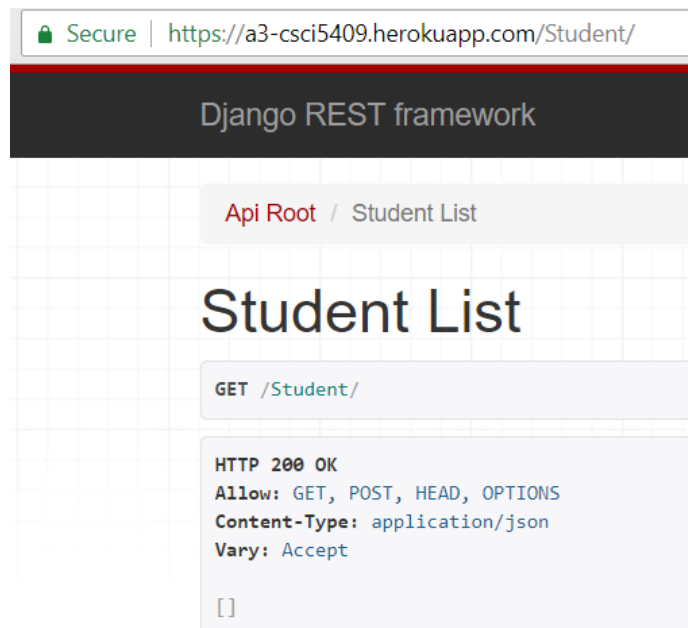 Secure | https://a3-csci5409.herokuapp.com/Student/
Django REST framework
Api Root / Student List
Student List
GET /Student/
HTTP 200 OK
Allow: GET, POST, HEAD, OPTIONS
Content-Type: application/json
Vary: Accept
[]